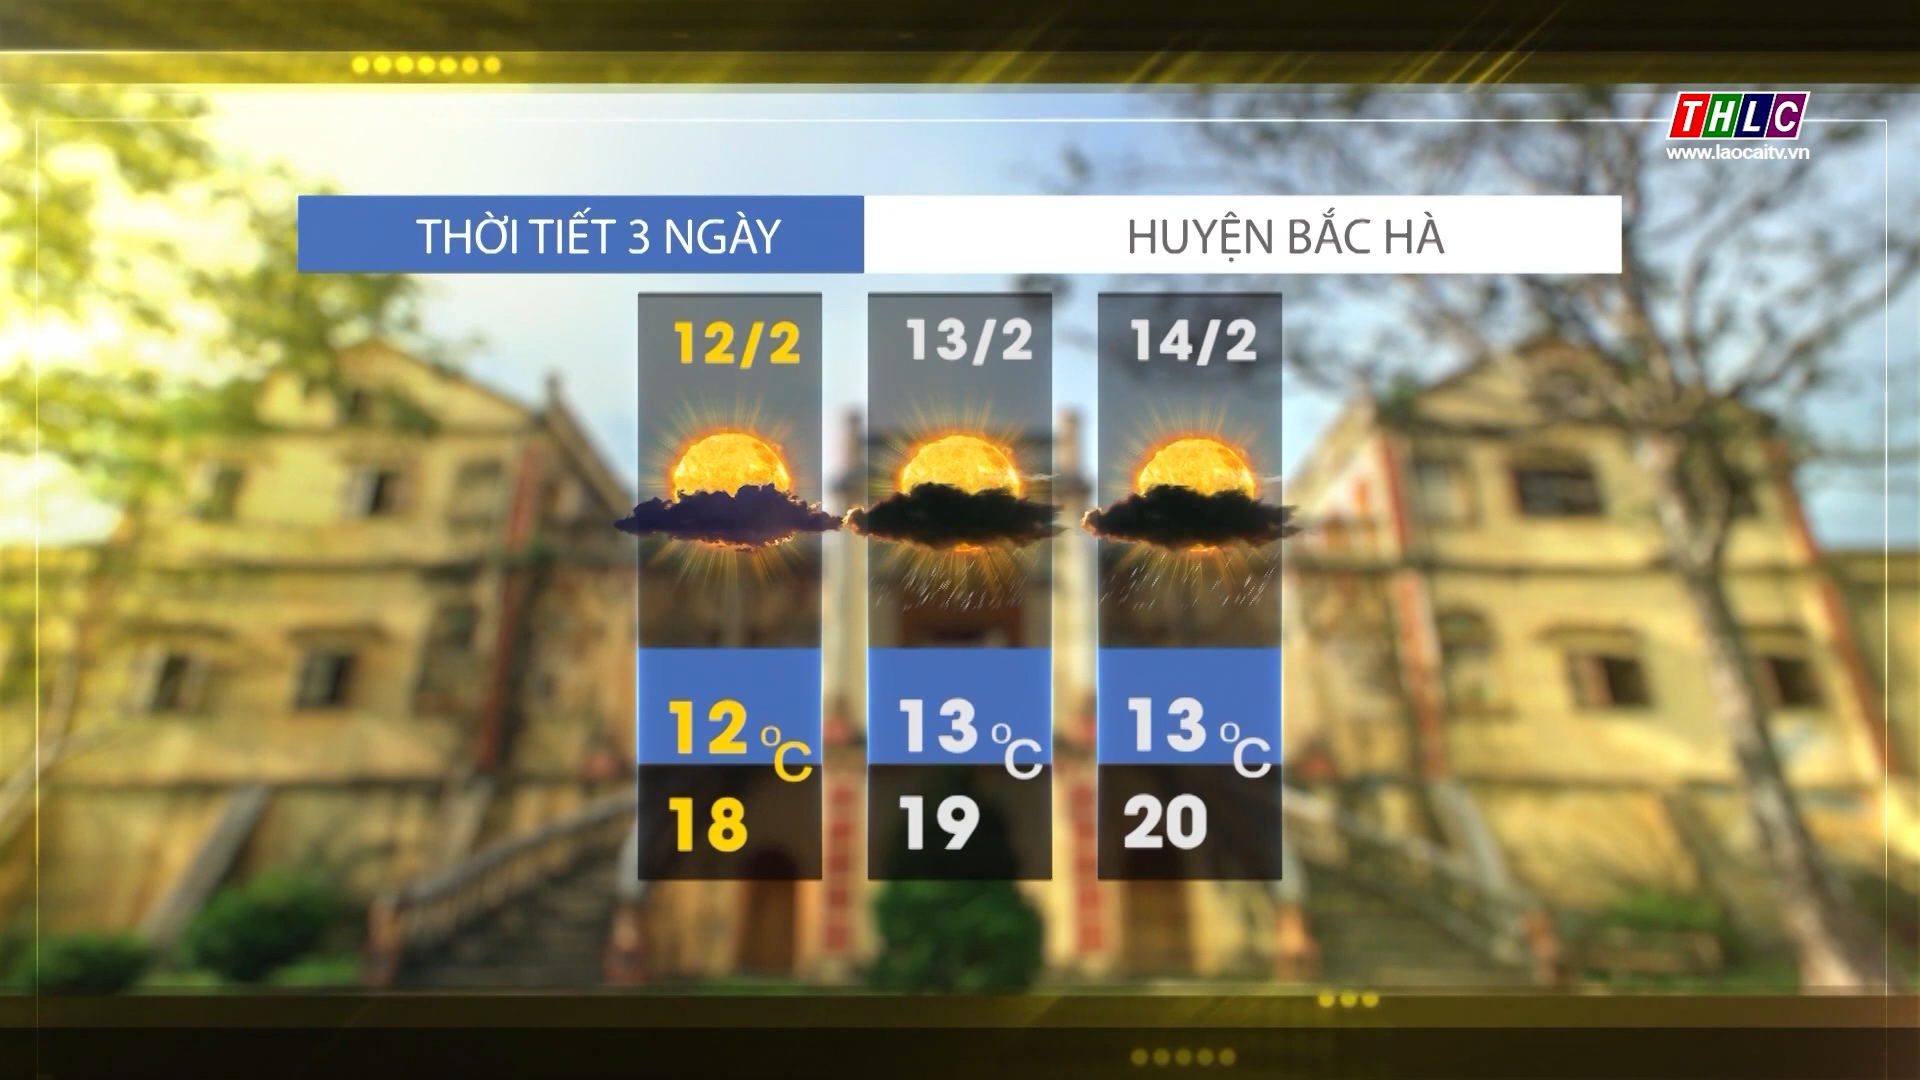 THLC
www.laocaitv.vn
THỜI TIẾT 3 NGÀY
HUYỆN BẮC HÀ
12/2
13/2
14/2
12 °C
13 °C
13 °C
18
19
20